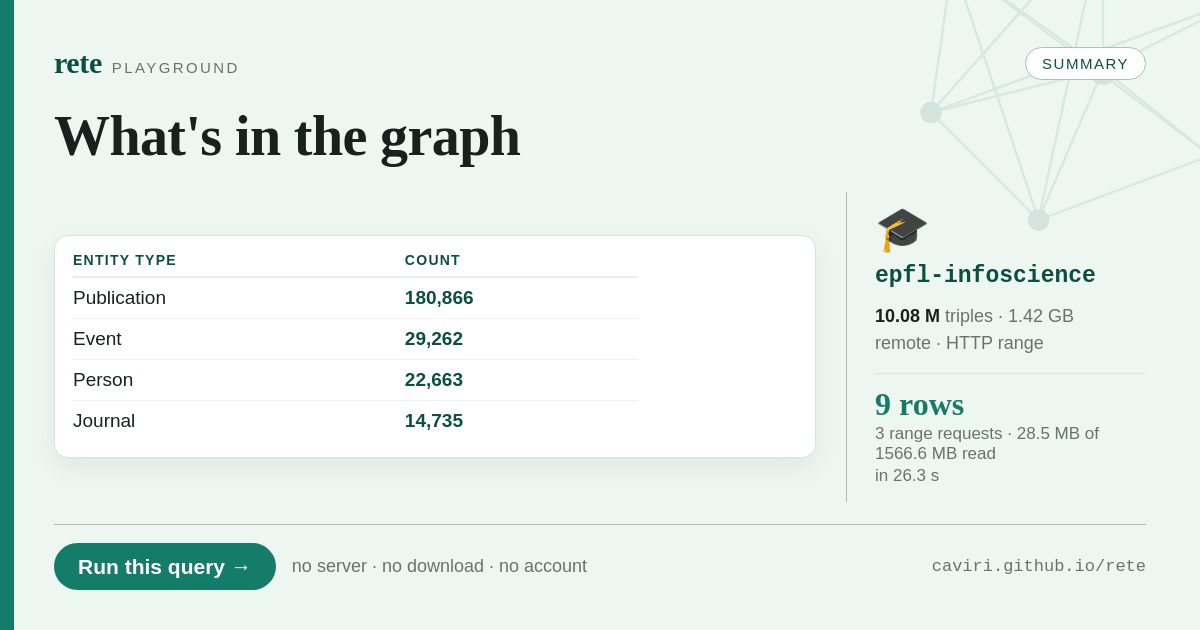 rete PLAYGROUND
SUMMARY
What's in the graph
ENTITY TYPE COUNT
Publication 180,866
Event 29,262
Person 22,663
Journal 14,735
epfl-infoscience
10.08 M triples · 1.42 GB
remote · HTTP range
9 rows
3 range requests · 28.5 MB of
1566.6 MB read
in 26.3 s
Run this query →
no server · no download · no account
caviri.github.io/rete